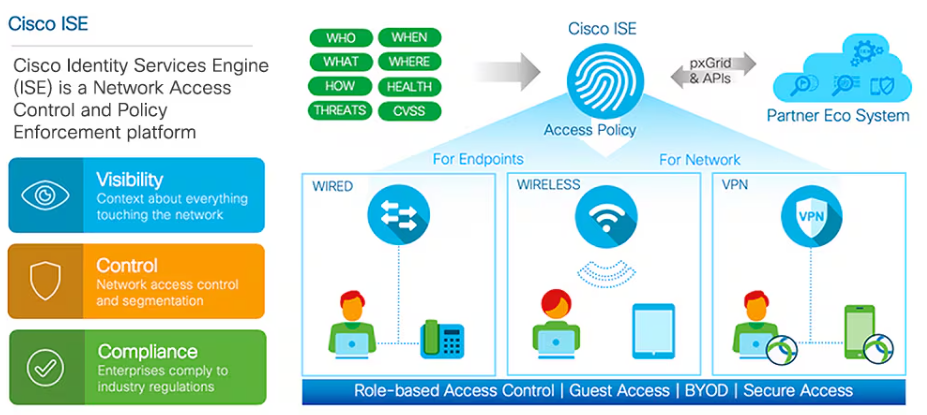 Cisco ISE
Cisco Identity Services Engine
(ISE) is a Network Access
Control and Policy
Enforcement platform
Visibility
Context about everything
touching the network
Control
Network access control
and segmentation
Compliance
Enterprises comply to
industry regulations
WHO
WHEN
WHAT
WHERE
HOW
HEALTH
THREATS
CVSS
Cisco ISE
Access Policy
pxGrid
& APIs
Partner Eco System
For Endpoints
For Network
WIRED
WIRELESS
VPN
VPN
Role-based Access Control | Guest Access | BYOD | Secure Access